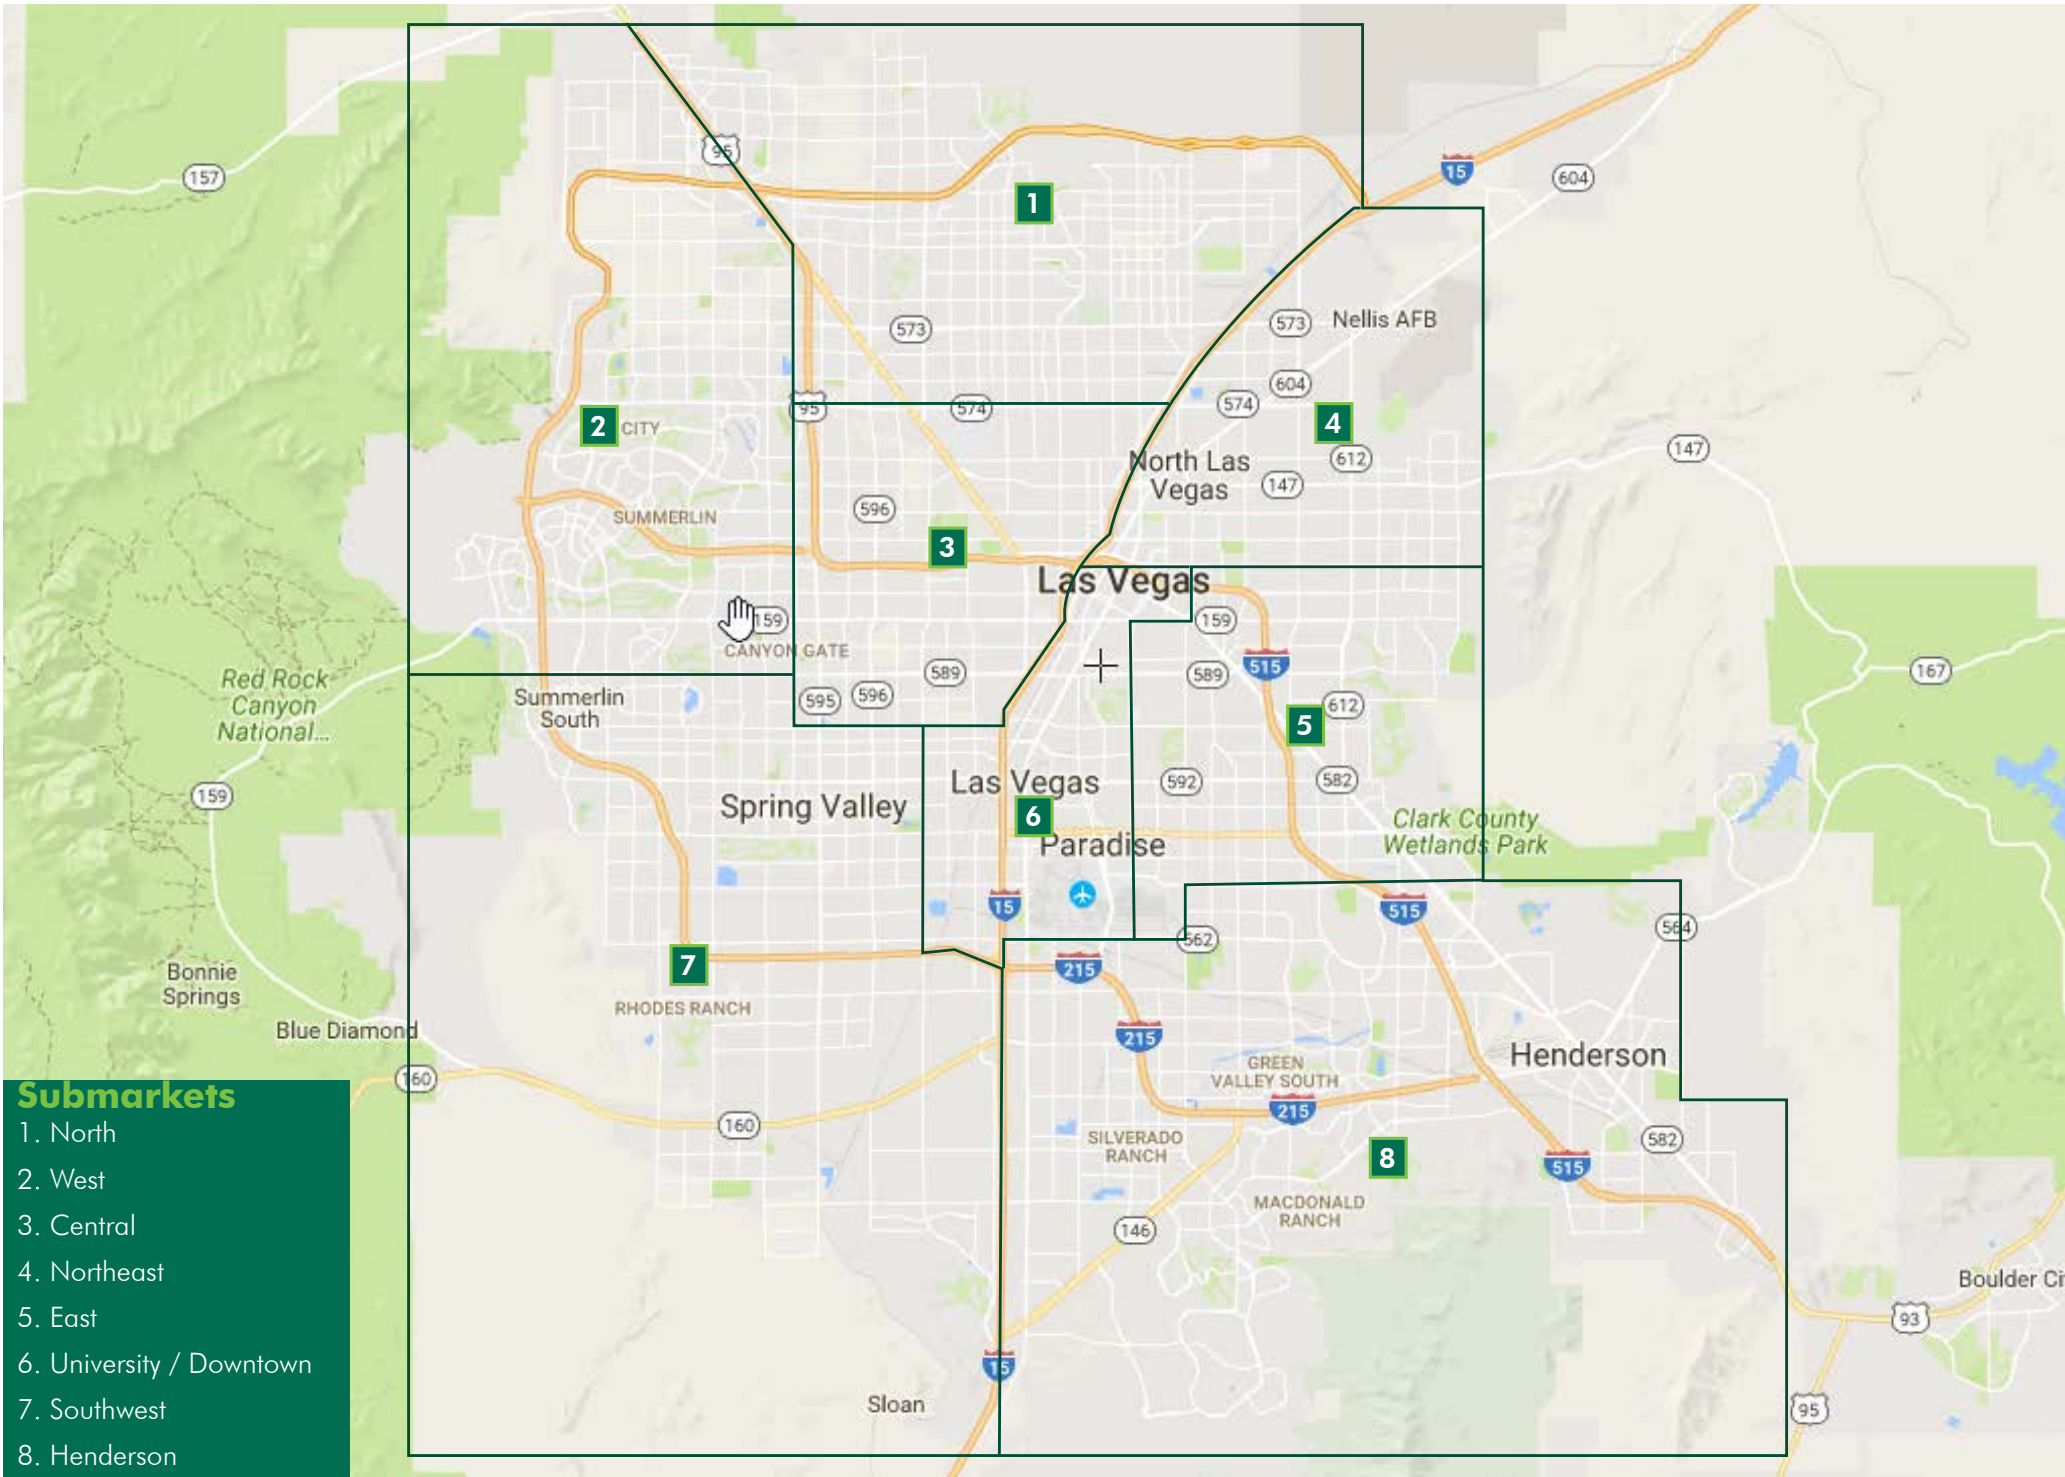 95
157
15
604
1
573
573
Nellis AFB
604
95
574
574
2
CITY
4
612
North Las
Vegas
147
147
596
SUMMERLIN
3
Las Vegas
159
159
CANYON GATE
589
589
515
167
Red Rock
Canyon
National...
Summerlin
South
595
596
612
5
Las Vegas
592
582
159
Spring Valley
6
Paradise
Clark County
Wetlands Park
15
515
564
562
7
215
Bonnie
Springs
RHODES RANCH
Blue Diamond
215
Henderson
GREEN
VALLEY SOUTH
160
215
160
SILVERADO
RANCH
582
8
515
MACDONALD
RANCH
146
Boulder Ci
93
15
Sloan
95
Submarkets
1. North
2. West
3. Central
4. Northeast
5. East
6. University / Downtown
7. Southwest
8. Henderson